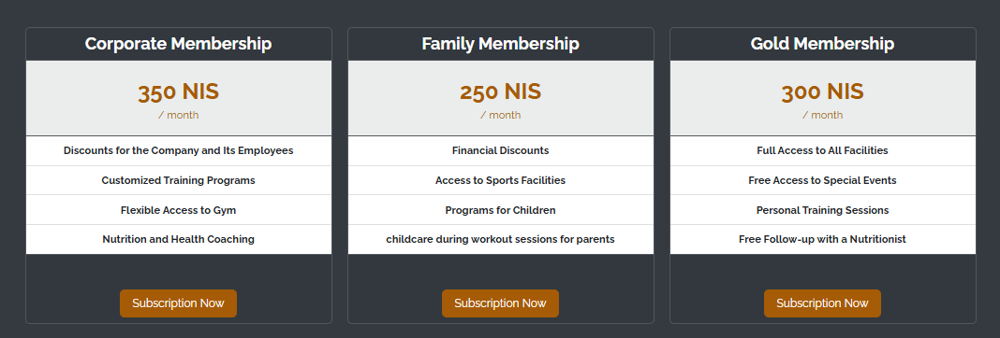 Corporate Membership
350 NIS
/ month
Discounts for the Company and Its Employees
Customized Training Programs
Flexible Access to Gym
Nutrition and Health Coaching
Subscription Now
Family Membership
250 NIS
/ month
Financial Discounts
Access to Sports Facilities
Programs for Children
childcare during workout sessions for parents
Subscription Now
Gold Membership
300 NIS
/ month
Full Access to All Facilities
Free Access to Special Events
Personal Training Sessions
Free Follow-up with a Nutritionist
Subscription Now